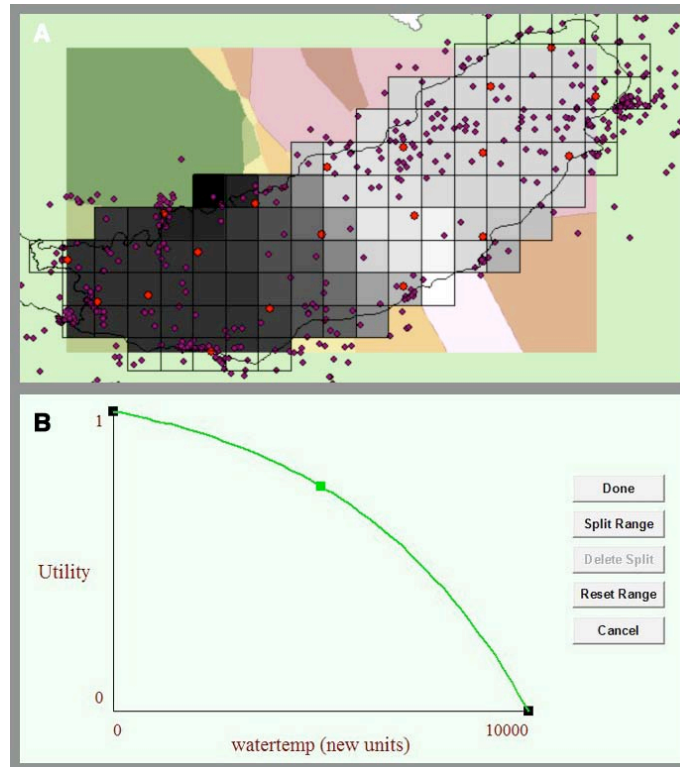 A
B
1
Utility
0
0
10000
watertemp (new units)
Done
Split Range
Delete Split
Reset Range
Cancel